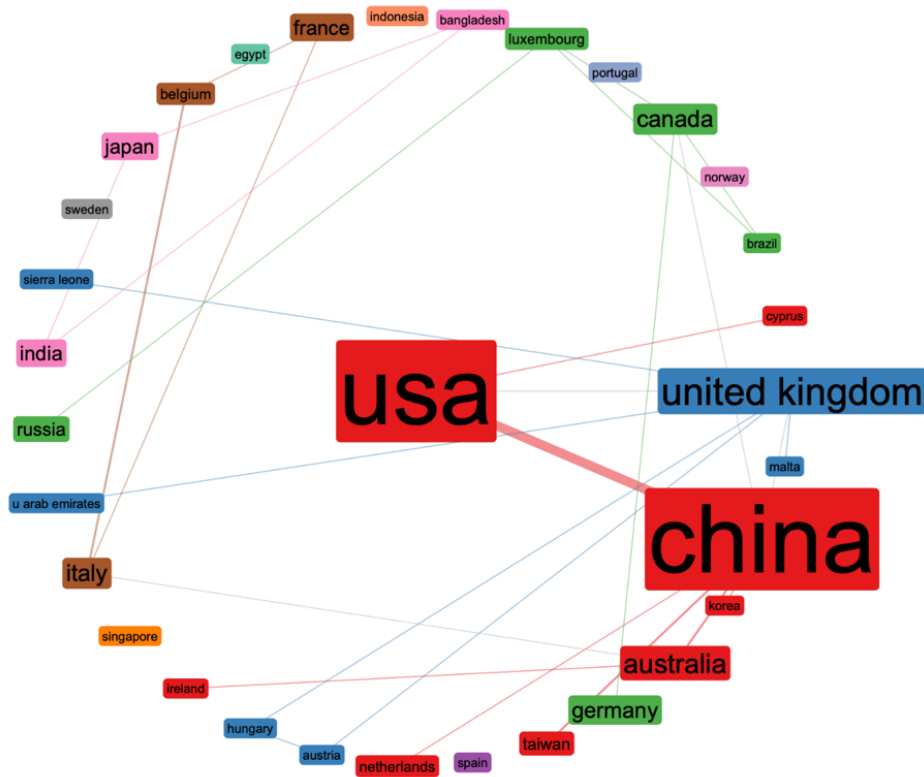 indonesia
bangladesh
france
luxembourg
egypt
portugal
belgium
canada
japan
norway
sweden
brazil
sierra leone
cyprus
india
usa
united kingdom
russia
malta
u arab emirates
china
italy
korea
singapore
australia
ireland
germany
hungary
taiwan
austria
netherlands
spain